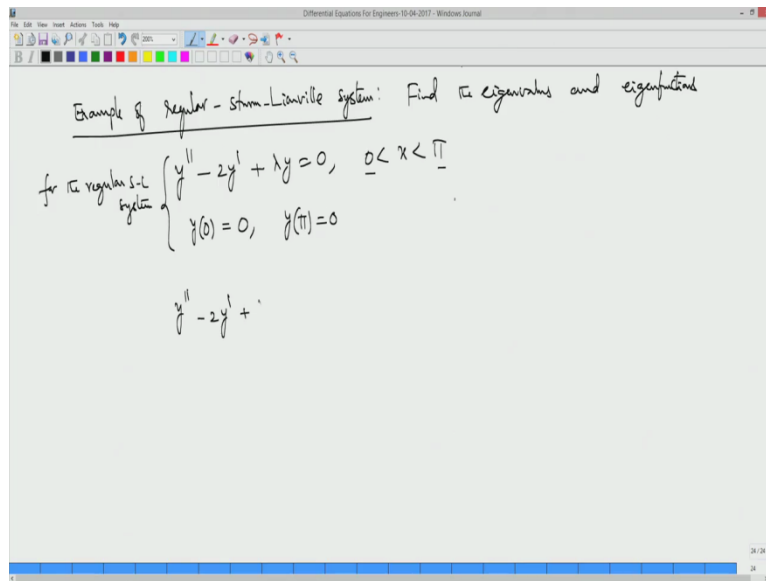 Differential Equations For Engineers-10-04-2017 - Windows Journal
File Edit View Insert Actions Tools Help
200%
B I
Example of regular-Sturm-Liouville system: Find the eigenvalues and eigenfunctions
for the regular S-L system
y'' - 2y' + λy = 0, 0 < x < π
y(0) = 0, y(π) = 0
y'' - 2y' +
24 / 24
24